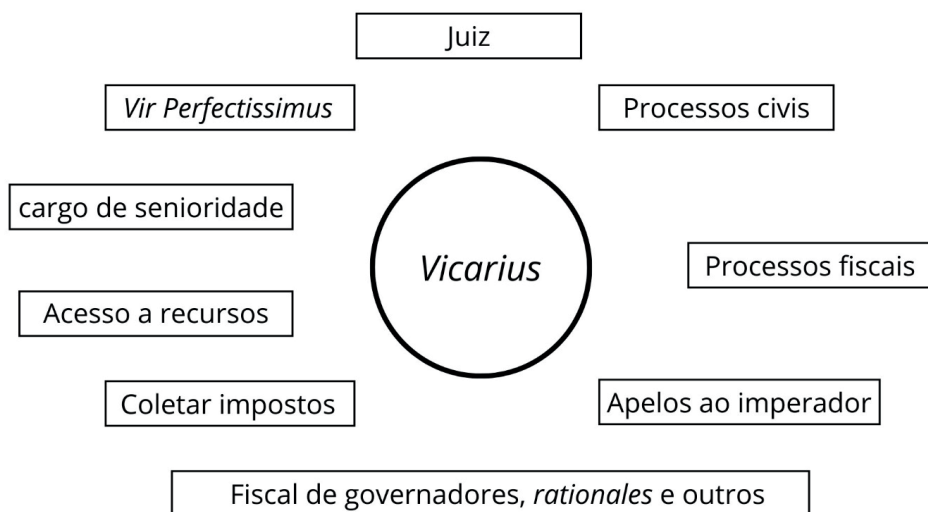 Juiz
Vir Perfectissimus
Processos civis
cargo de senioridade
Vicarius
Processos fiscais
Acesso a recursos
Coletar impostos
Apelos ao imperador
Fiscal de governadores, rationales e outros